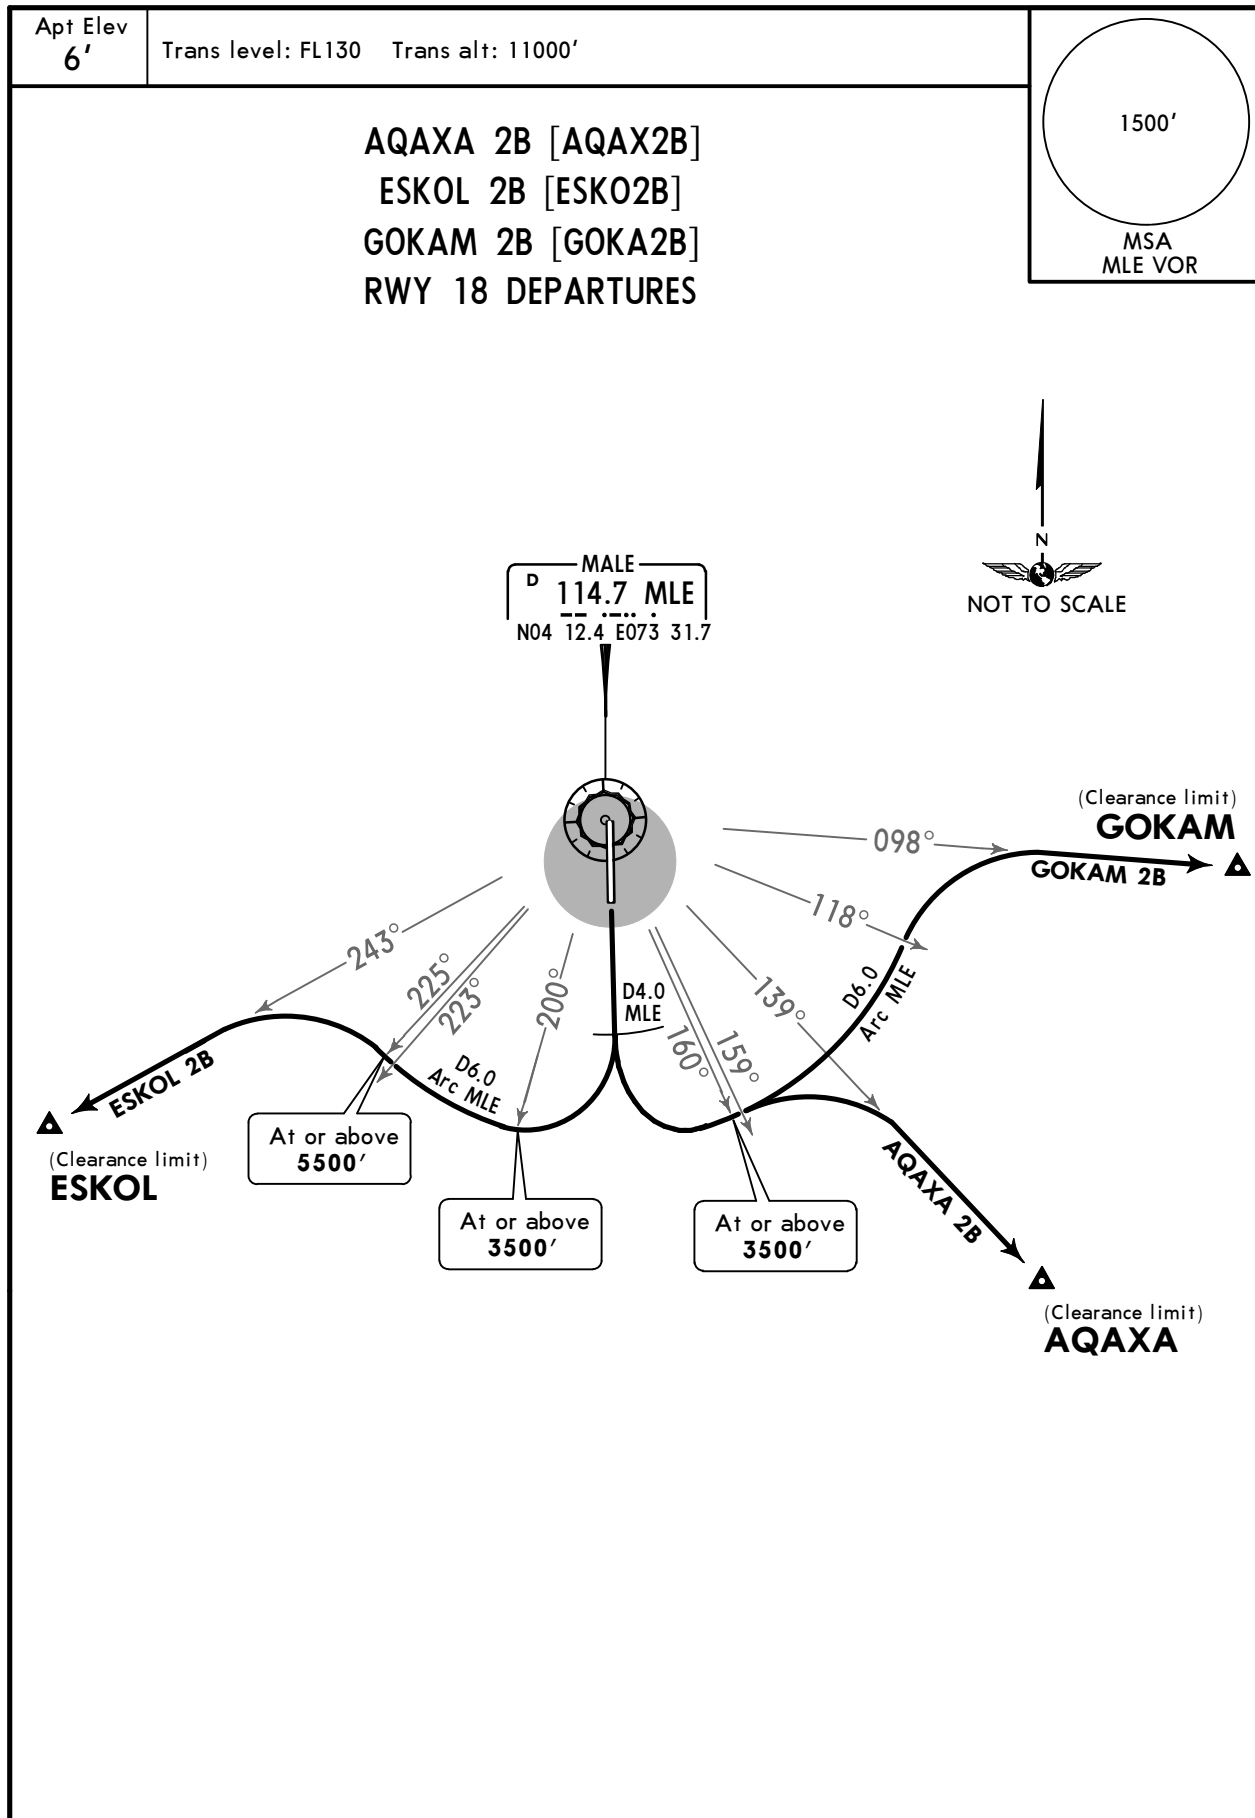 Apt Elev
6'
Trans level: FL130 Trans alt: 11000'
1500'
MSA
MLE VOR
AQAXA 2B [AQAX2B]
ESKOL 2B [ESKO2B]
GOKAM 2B [GOKA2B]
RWY 18 DEPARTURES
N
NOT TO SCALE
MALE
D 114.7 MLE
N04 12.4 E073 31.7
(Clearance limit)
GOKAM
GOKAM 2B
098°
118°
139°
159°
160°
200°
223°
225°
243°
D4.0
MLE
D6.0
Arc MLE
D6.0
Arc MLE
ESKOL 2B
(Clearance limit)
ESKOL
At or above
5500'
At or above
3500'
At or above
3500'
AQAXA 2B
(Clearance limit)
AQAXA